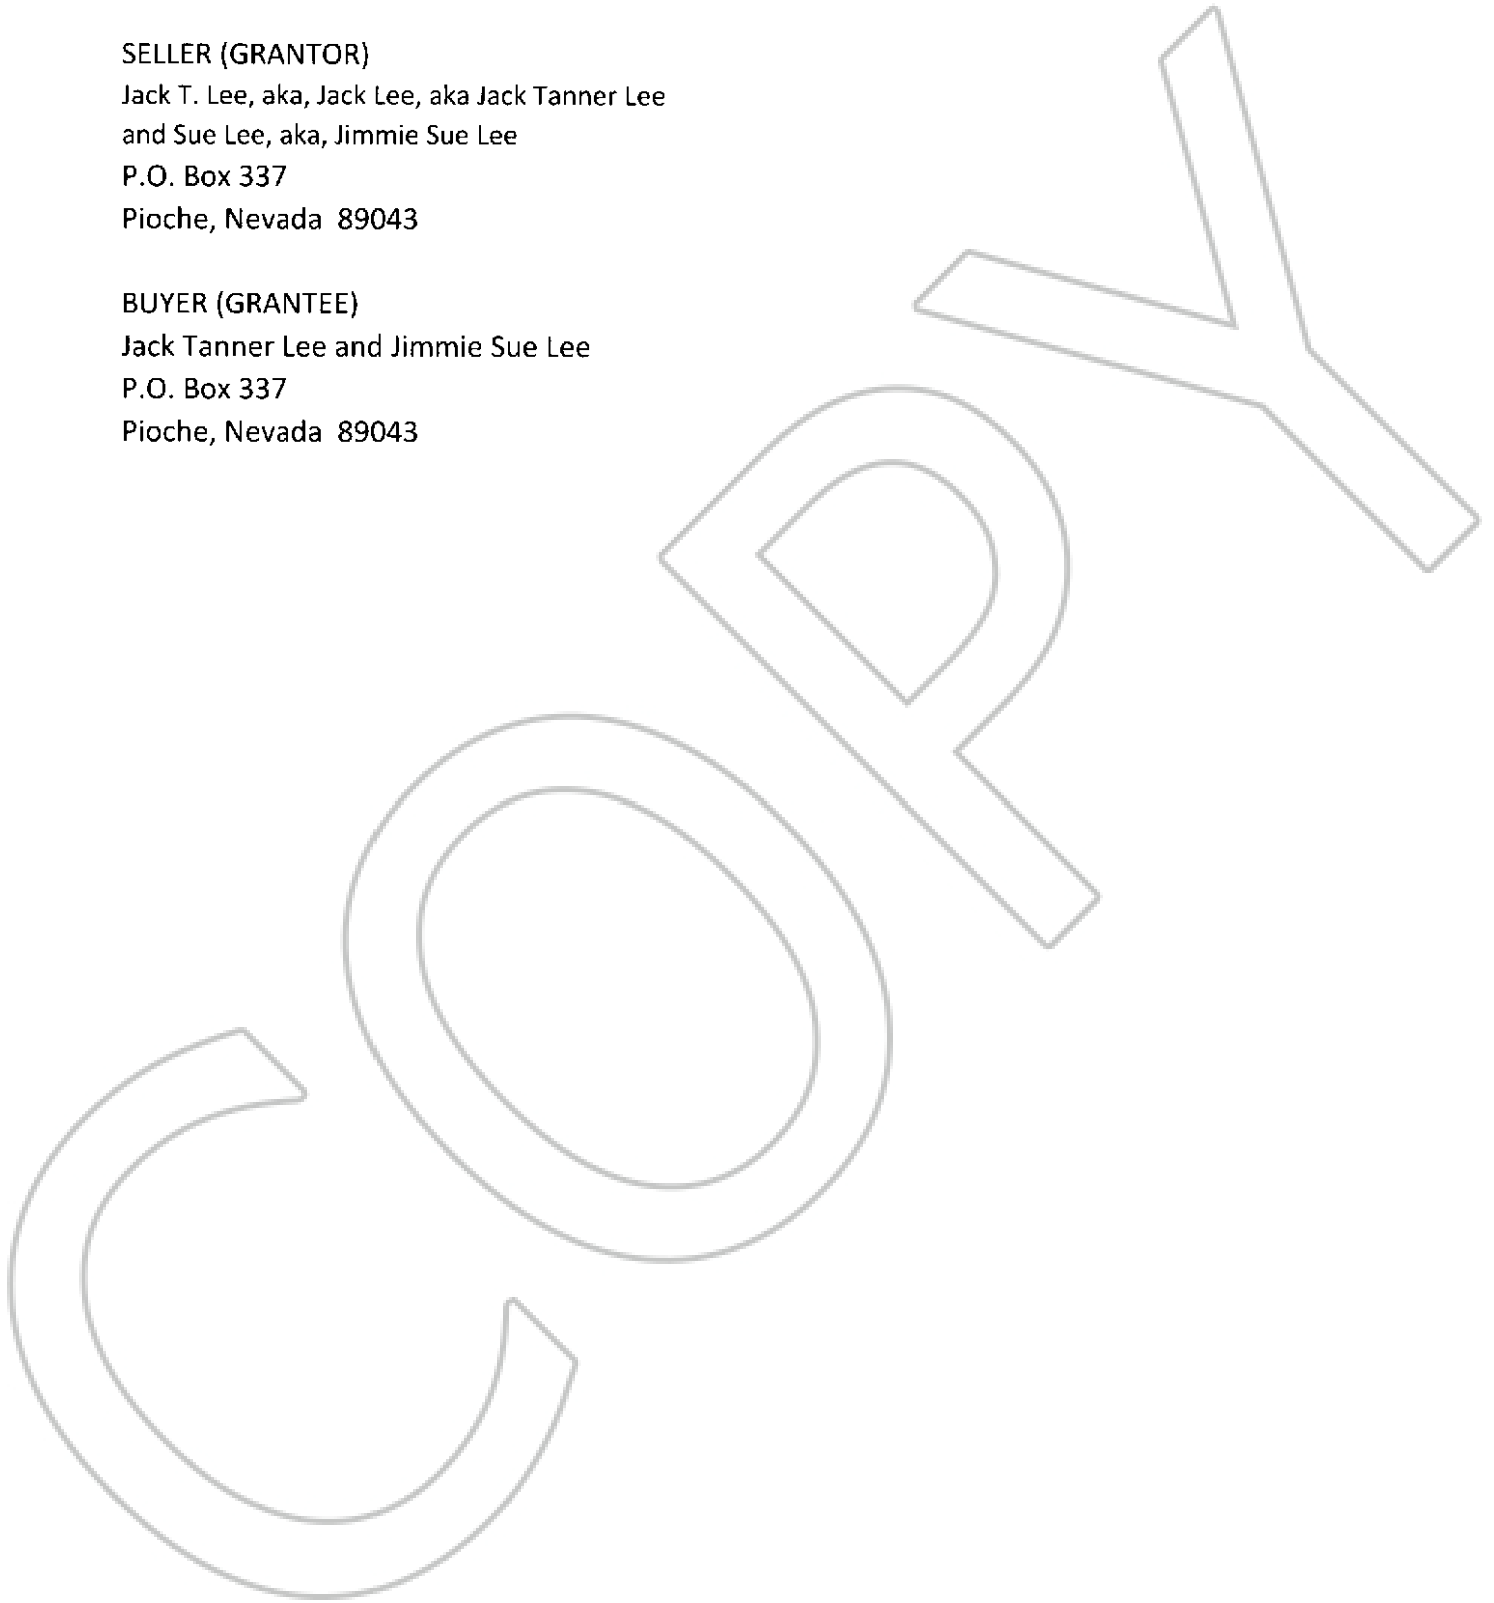 SELLER (GRANTOR)
Jack T. Lee, aka, Jack Lee, aka Jack Tanner Lee
and Sue Lee, aka, Jimmie Sue Lee
P.O. Box 337
Pioche, Nevada  89043
BUYER (GRANTEE)
Jack Tanner Lee and Jimmie Sue Lee
P.O. Box 337
Pioche, Nevada  89043
COPY